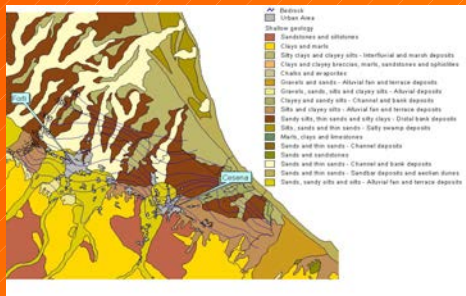 Bedrock
Urban Area
Shallow geology
Sandstones and siltstones
Clays and marls
Silty clays and clayey silts - Interfluvial and marsh deposits
Clays and clayey breccias, marls, sandstones and ophiolites
Chalks and evaporites
Gravels and sands - Alluvial fan and terrace deposits
Gravels, sands, silts and clayey silts - Alluvial deposits
Clayey and sandy silts - Channel and bank deposits
Silts and clayey silts - Alluvial fan and terrace deposits
Sandy silts, thin sands and silty clays - Distal bank deposits
Silts, sands and thin sands - Salty swamp deposits
Marls, clays and limestones
Sands and thin sands - Channel deposits
Sands and sandstones
Sands and thin sands - Channel and bank deposits
Sands and thin sands - Sandbar deposits and aeolian dunes
Sands, sandy silts and silts - Alluvial fan and terrace deposits
Forlì
Cesena